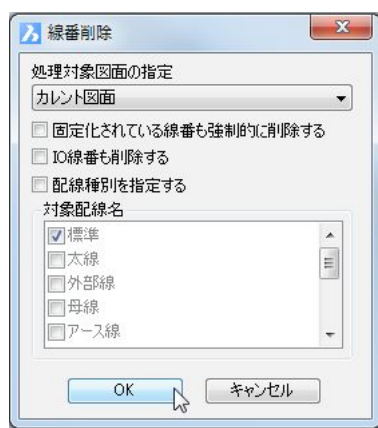 線番削除
処理対象図面の指定
カレント図面
固定化されている線番も強制的に削除する
IO線番も削除する
配線種別を指定する
対象配線名
標準
太線
外部線
母線
アース線
OK
キャンセル